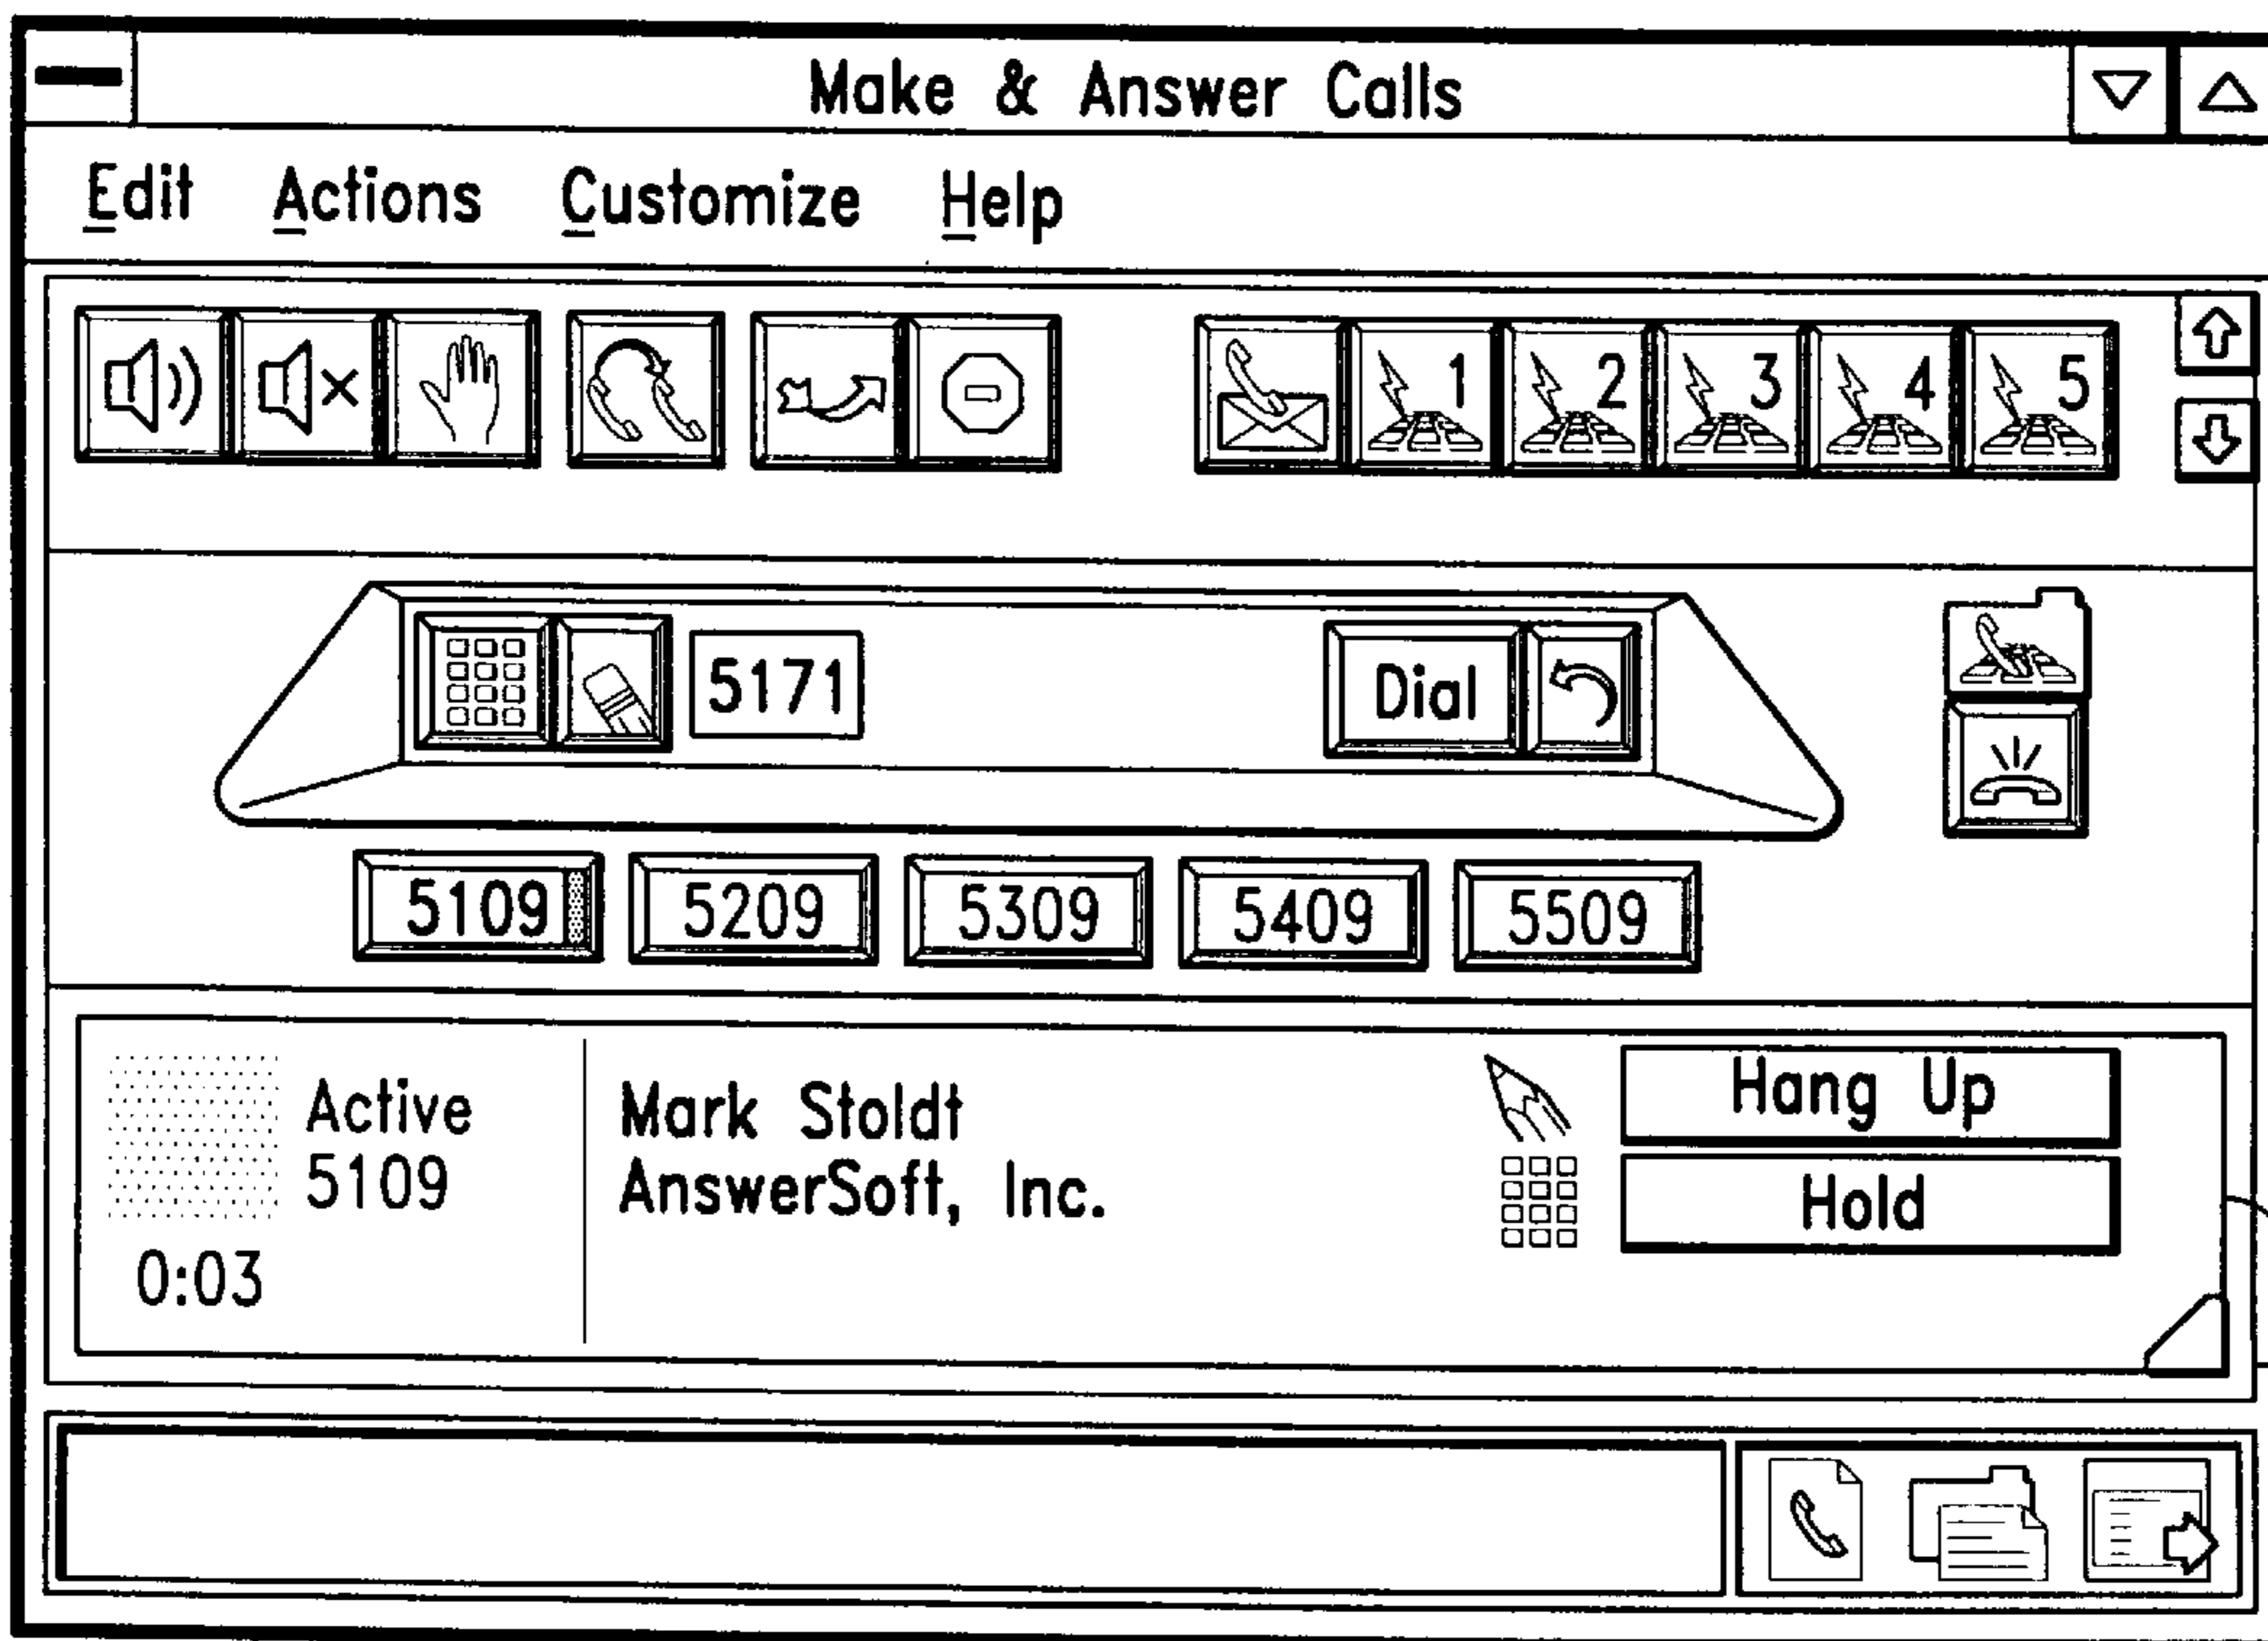 Make & Answer Calls
Edit Actions Customize Help
1 2 3 4 5
5171 Dial
5109 5209 5309 5409 5509
Active
5109
0:03
Mark Stoldt
AnswerSoft, Inc.
Hang Up
Hold